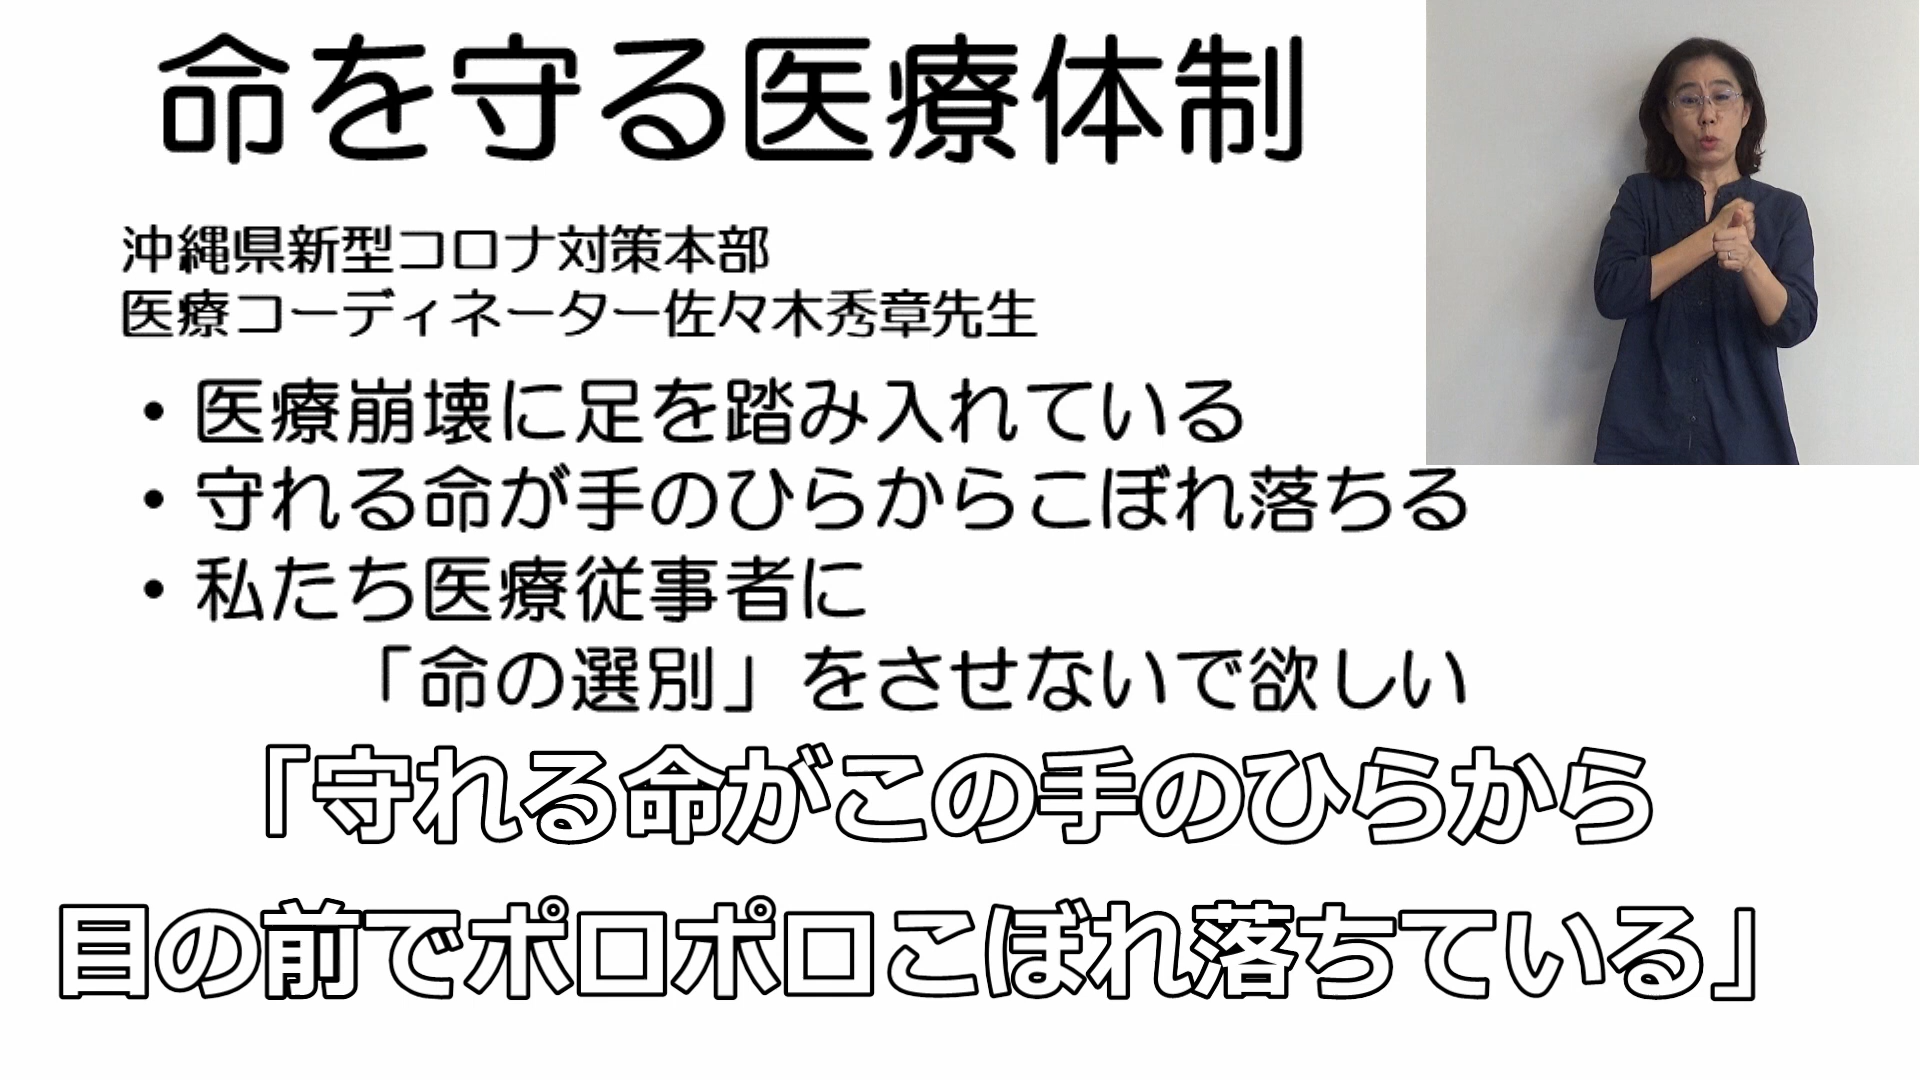 命を守る医療体制
沖縄県新型コロナ対策本部
医療コーディネーター佐々木秀章先生
• 医療崩壊に足を踏み入れている
• 守れる命が手のひらからこぼれ落ちる
• 私たち医療従事者に
「命の選別」をさせないで欲しい
「守れる命がこの手のひらから
目の前でポロポロこぼれ落ちている」